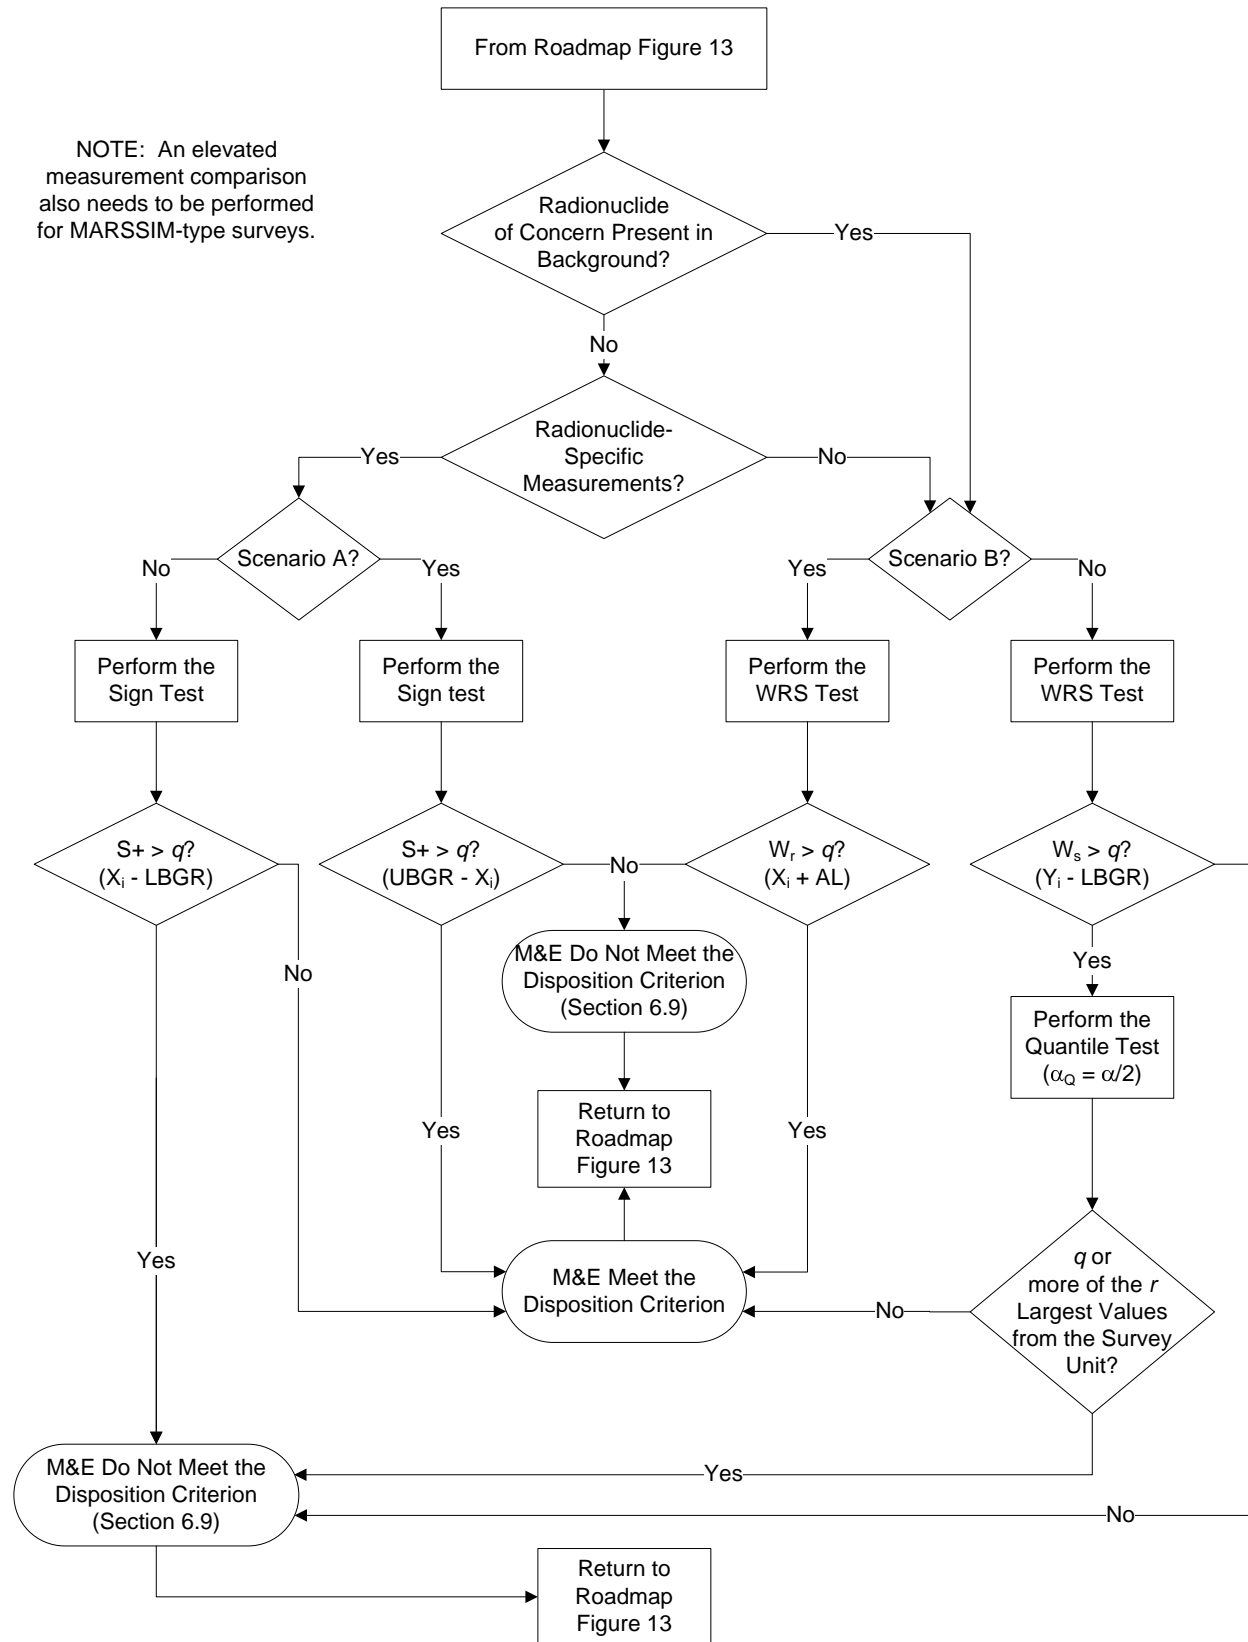 From Roadmap Figure 13
NOTE:  An elevated
measurement comparison
also needs to be performed
for MARSSIM-type surveys.
Radionuclide
of Concern Present in
Background?
Yes
No
Radionuclide-
Specific
Measurements?
Yes
No
Scenario A?
Scenario B?
No
Yes
Yes
No
Perform the
Sign Test
Perform the
Sign test
Perform the
WRS Test
Perform the
WRS Test
S+ > q?
(Xi - LBGR)
S+ > q?
(UBGR - Xi)
No
Wr > q?
(Xi + AL)
Ws > q?
(Yi - LBGR)
No
M&E Do Not Meet the
Disposition Criterion
(Section 6.9)
Yes
Perform the
Quantile Test
(αQ = α/2)
Yes
Return to
Roadmap
Figure 13
Yes
Yes
M&E Meet the
Disposition Criterion
No
q or
more of the r
Largest Values
from the Survey
Unit?
M&E Do Not Meet the
Disposition Criterion
(Section 6.9)
Yes
No
Return to
Roadmap
Figure 13